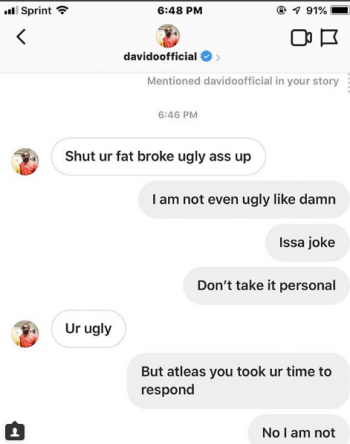 Sprint 6:48 PM 91%
davidoofficial
Mentioned davidoofficial in your story
6:46 PM
Shut ur fat broke ugly ass up
I am not even ugly like damn
Issa joke
Don't take it personal
Ur ugly
But atleas you took ur time to
respond
No I am not